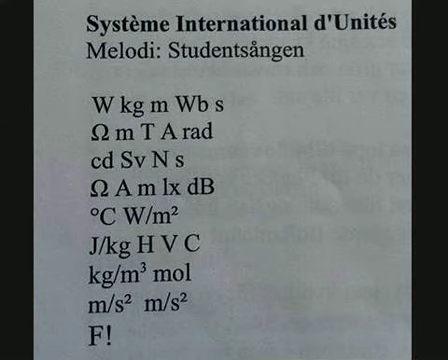 Système International d'Unités
Melodi: Studentsången
W kg m Wb s
Ω m T A rad
cd Sv N s
Ω A m lx dB
°C W/m²
J/kg H V C
kg/m³ mol
m/s² m/s²
F!